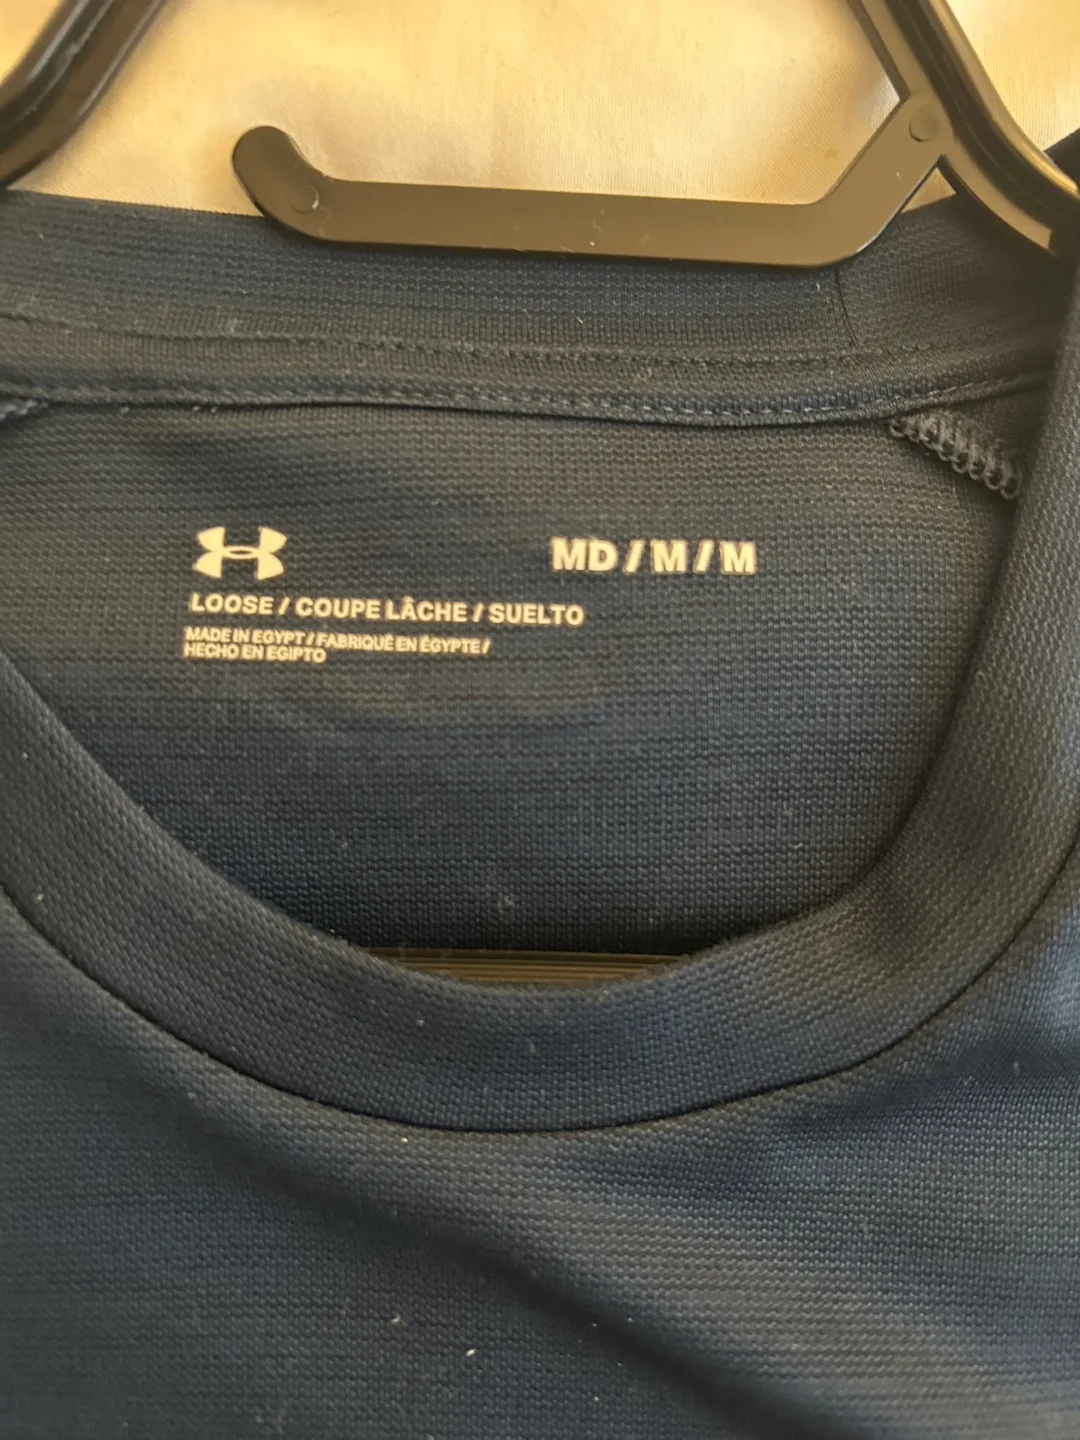 MD / M / M
LOOSE / COUPE LÂCHE / SUELTO
MADE IN EGYPT / FABRIQUÉ EN ÉGYPTE /
HECHO EN EGIPTO